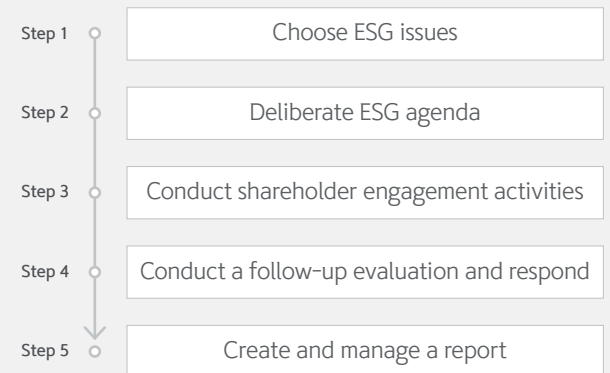 Step 1 Choose ESG issues
Step 2 Deliberate ESG agenda
Step 3 Conduct shareholder engagement activities
Step 4 Conduct a follow-up evaluation and respond
Step 5 Create and manage a report